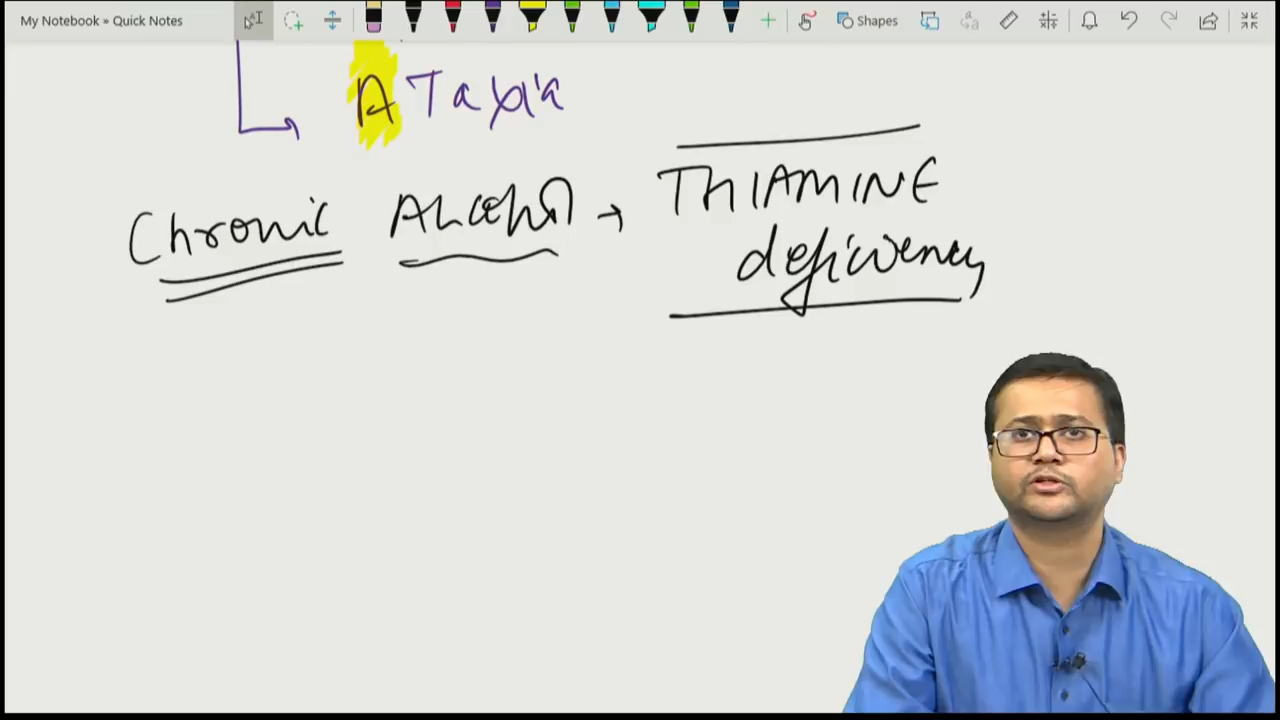 My Notebook » Quick Notes
Shapes
ATaxia
Chronic Alcohol → THIAMINE
deficiency